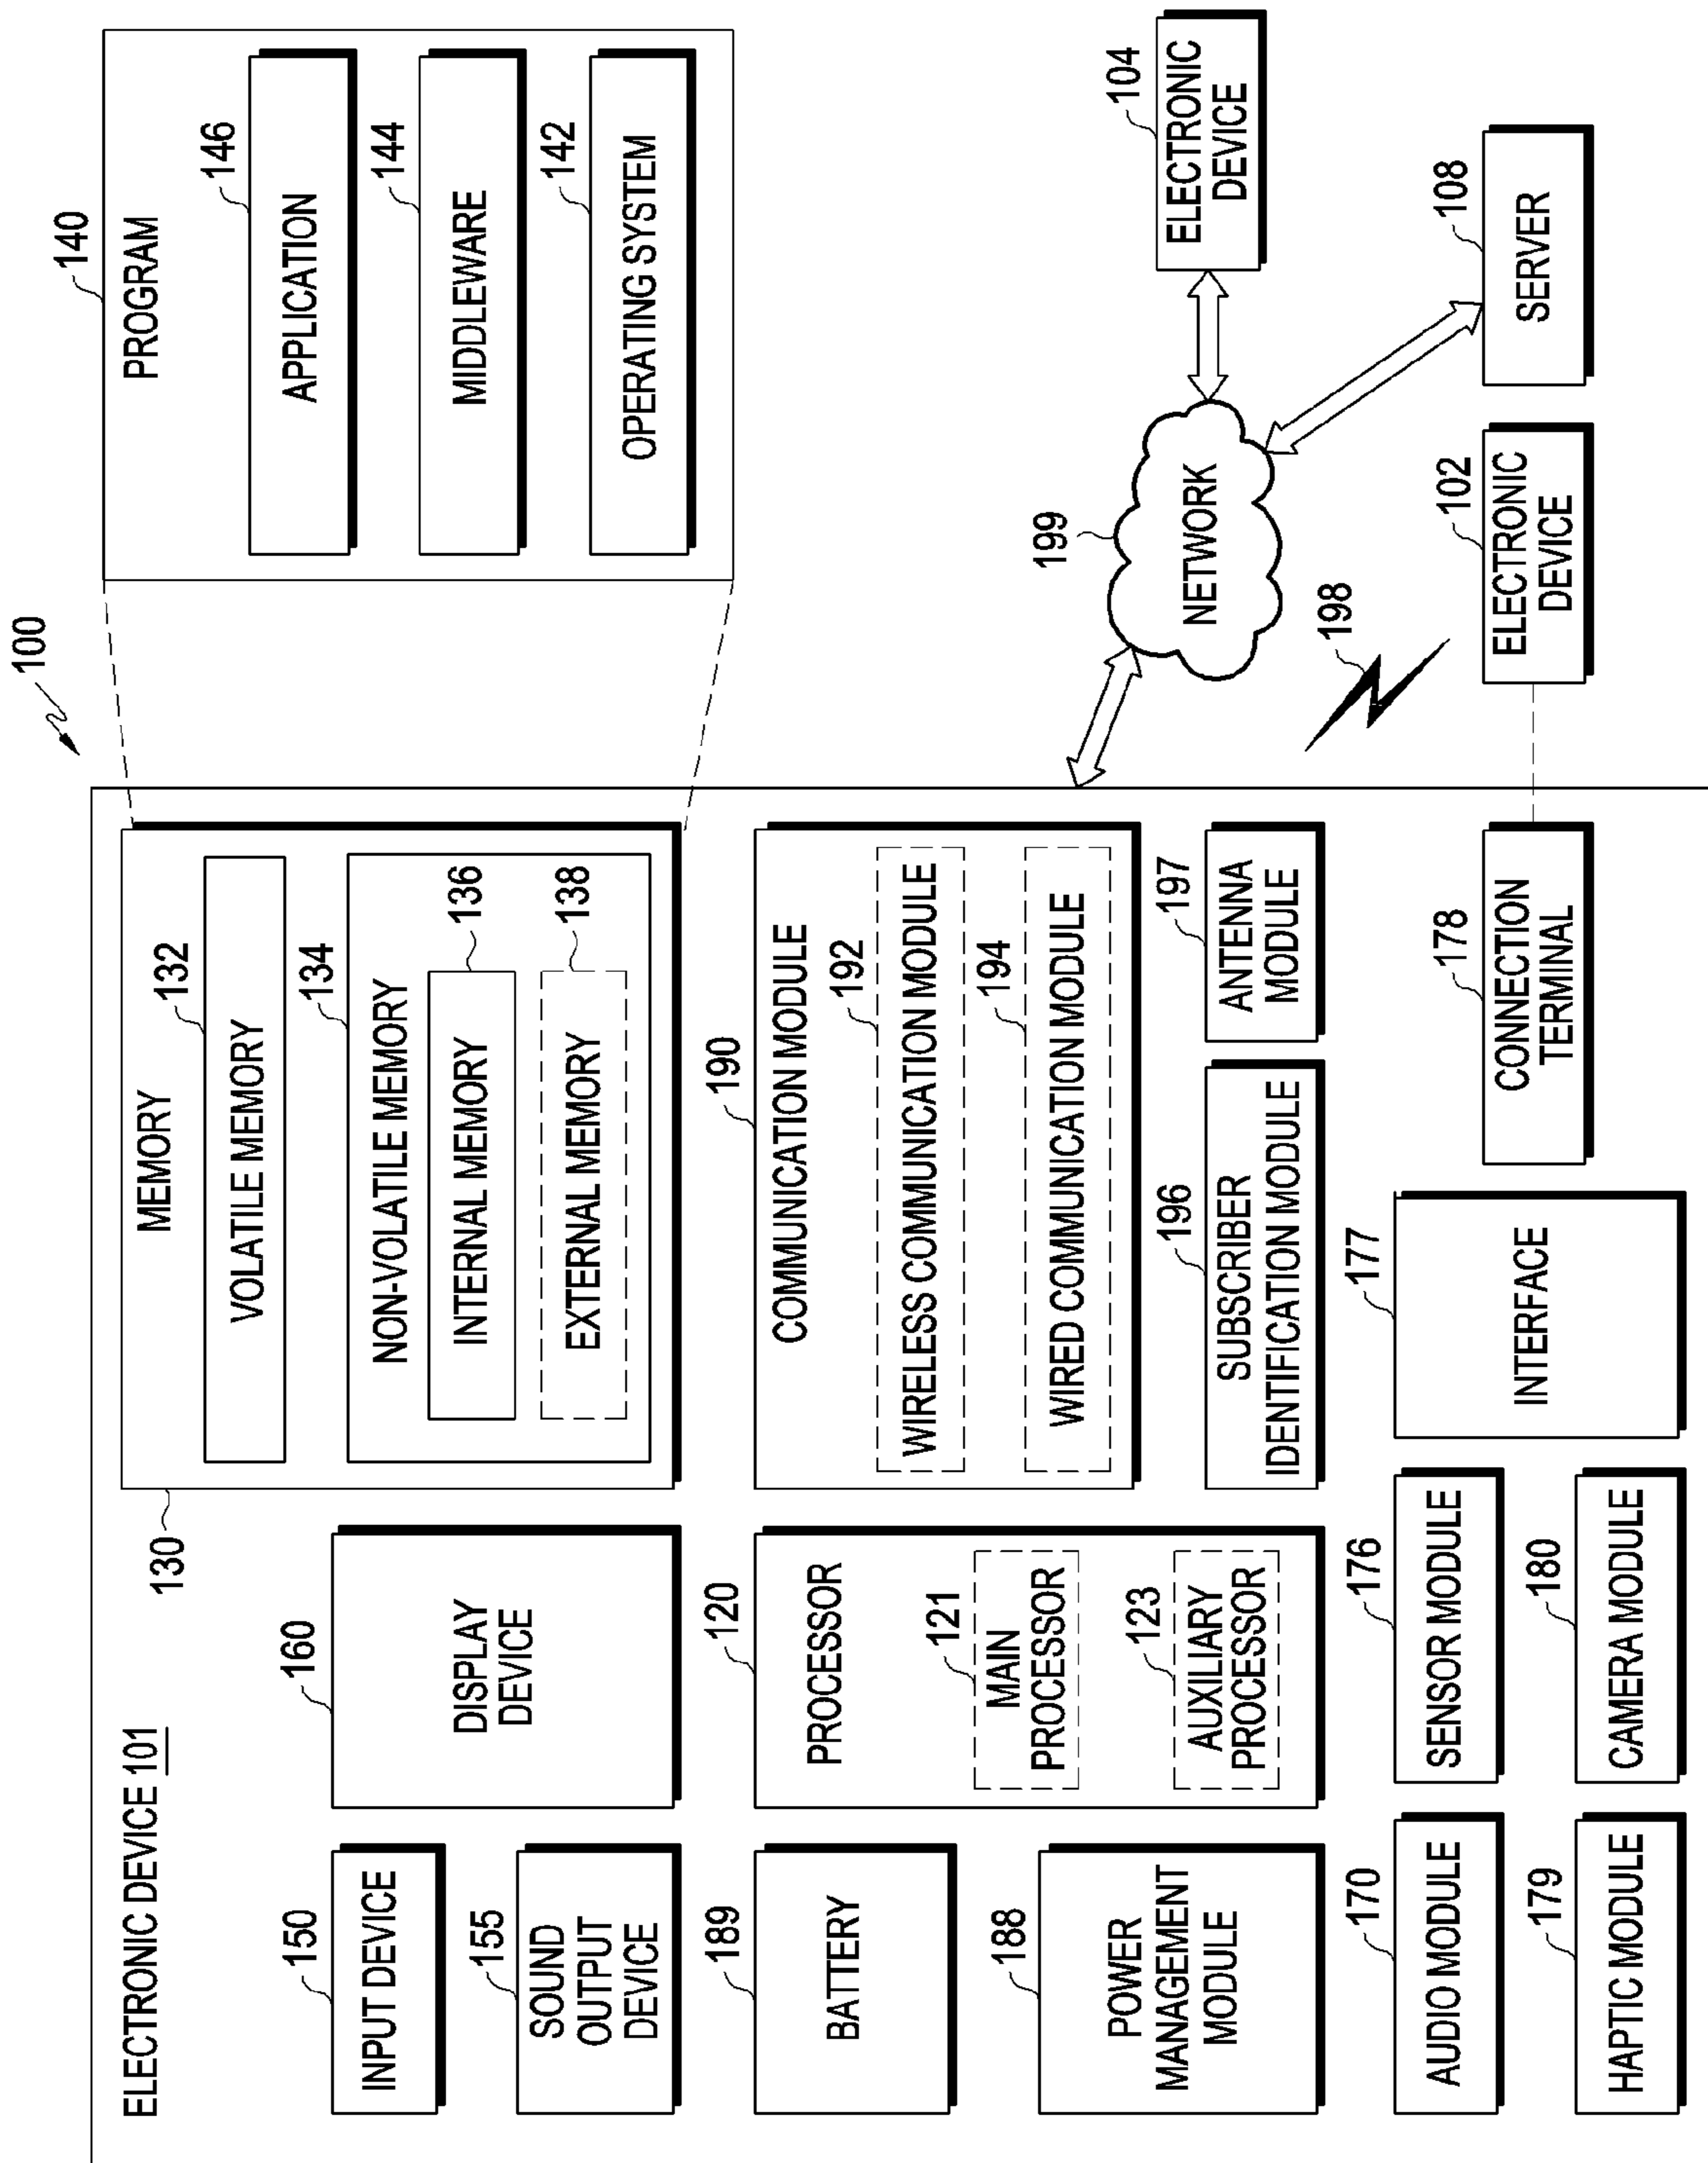 100
ELECTRONIC DEVICE 101
130
MEMORY
132
VOLATILE MEMORY
134
NON-VOLATILE MEMORY
136
INTERNAL MEMORY
138
EXTERNAL MEMORY
140
PROGRAM
146
APPLICATION
144
MIDDLEWARE
142
OPERATING SYSTEM
150
INPUT DEVICE
155
SOUND
OUTPUT
DEVICE
160
DISPLAY
DEVICE
189
BATTERY
188
POWER
MANAGEMENT
MODULE
120
PROCESSOR
121
MAIN
PROCESSOR
123
AUXILIARY
PROCESSOR
190
COMMUNICATION MODULE
192
WIRELESS COMMUNICATION MODULE
194
WIRED COMMUNICATION MODULE
196
SUBSCRIBER
IDENTIFICATION MODULE
197
ANTENNA
MODULE
199
NETWORK
104
ELECTRONIC
DEVICE
198
108
SERVER
102
ELECTRONIC
DEVICE
170
AUDIO MODULE
176
SENSOR MODULE
177
INTERFACE
178
CONNECTION
TERMINAL
179
HAPTIC MODULE
180
CAMERA MODULE